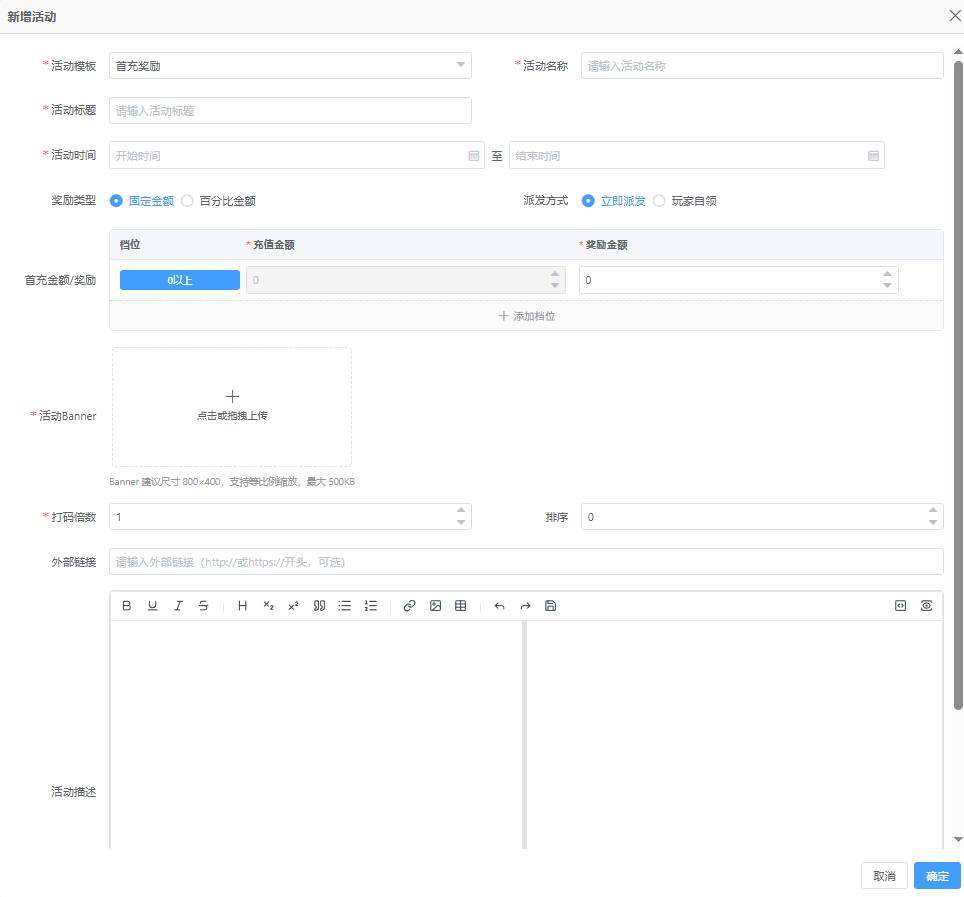 新增活动
* 活动模板 首充奖励 * 活动名称 请输入活动名称
* 活动标题 请输入活动标题
* 活动时间 开始时间 至 结束时间
奖励类型 固定金额 百分比金额 派发方式 立即派发 玩家自领
档位 * 充值金额 * 奖励金额
首充金额/奖励 0以上 0 0
添加档位
点击或拖拽上传
* 活动Banner
Banner 建议尺寸 800×400，支持等比例缩放，最大 500KB
* 打码倍数 1 排序 0
外部链接 请输入外部链接（http://或https://开头，可选）
活动描述
取消 确定